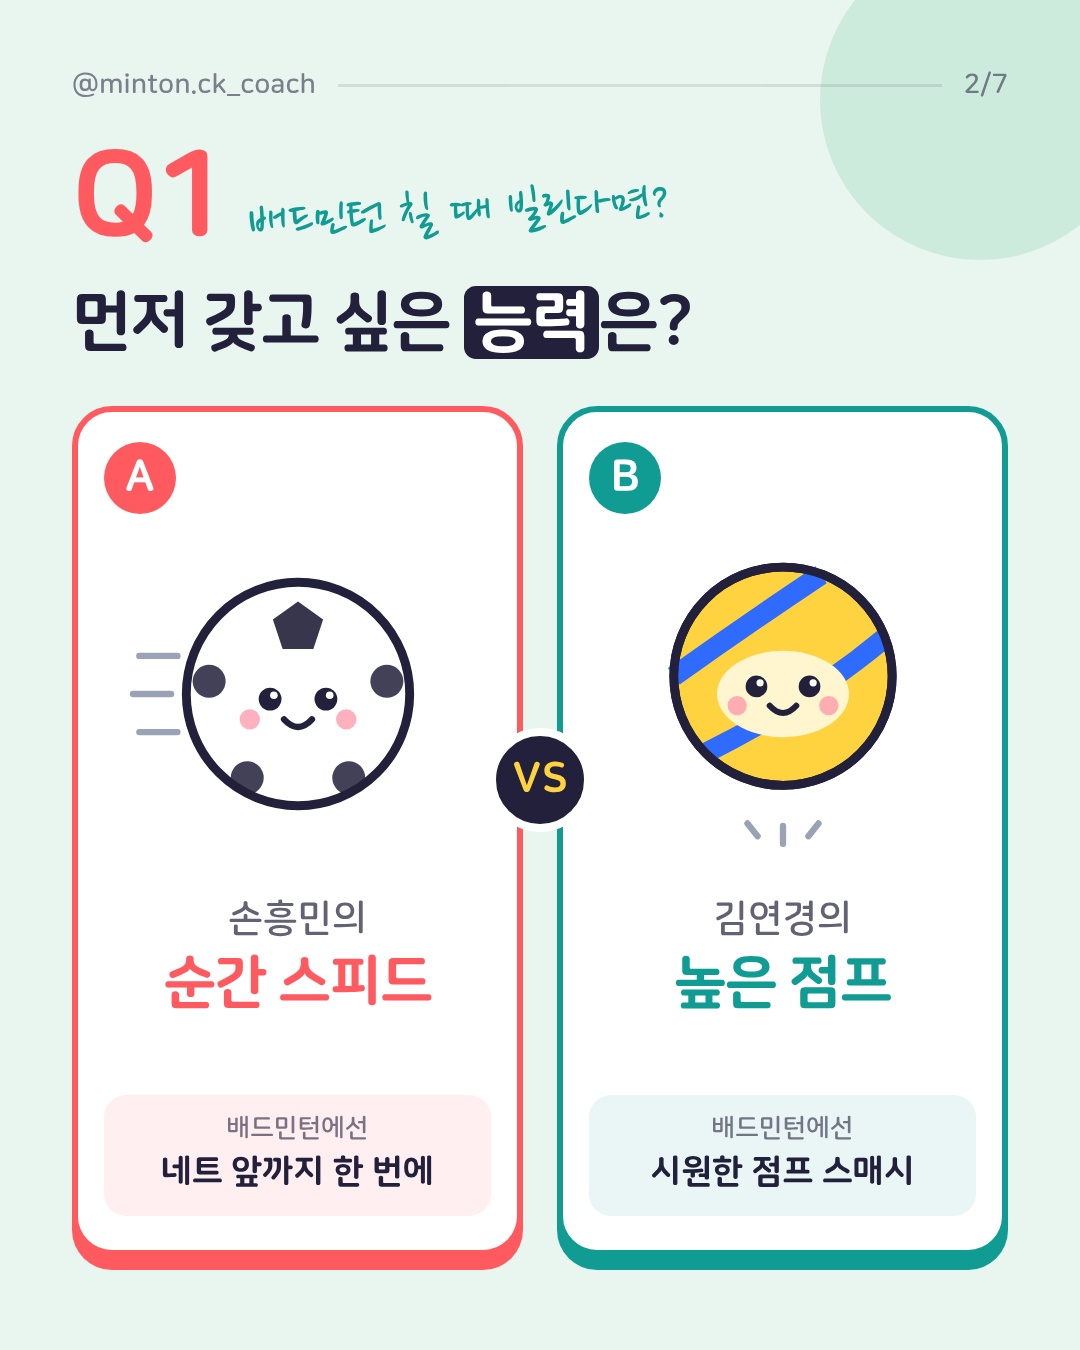 @minton.ck_coach 2/7
Q1 배드민턴 칠 때 빌린다면?
먼저 갖고 싶은 능력은?
A
B
VS
손흥민의
순간 스피드
배드민턴에선
네트 앞까지 한 번에
김연경의
높은 점프
배드민턴에선
시원한 점프 스매시